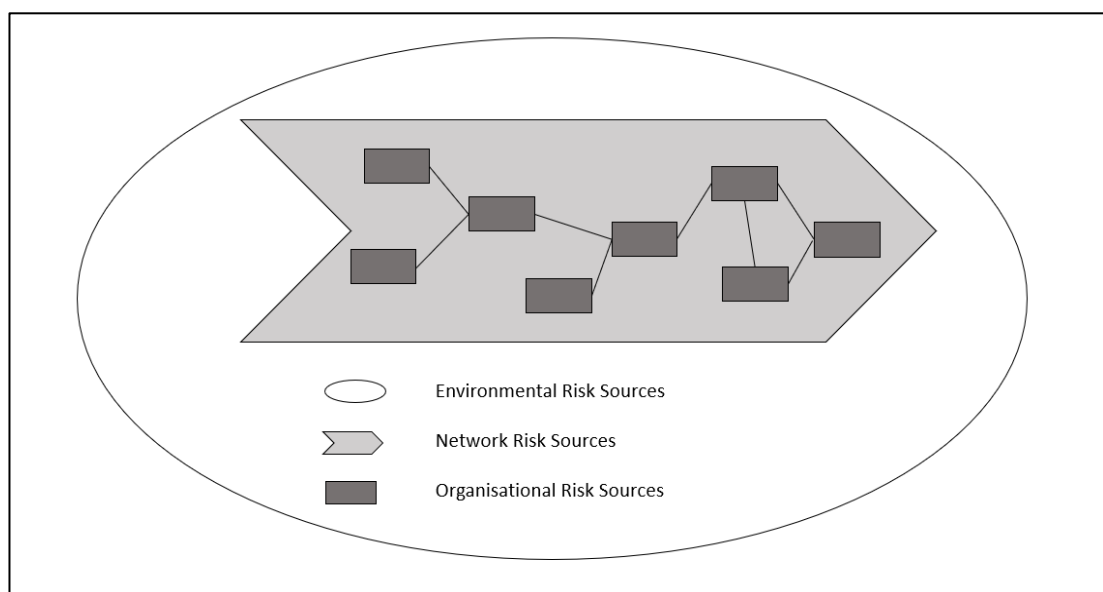 Environmental Risk Sources
Network Risk Sources
Organisational Risk Sources